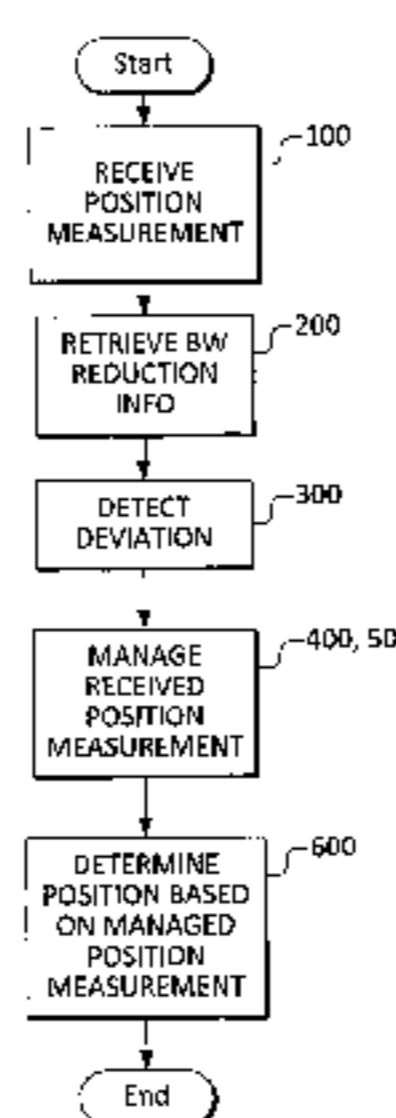 Start
RECEIVE
POSITION
MEASUREMENT
100
RETRIEVE BW
REDUCTION
INFO
200
DETECT
DEVIATION
300
MANAGE
RECEIVED
POSITION
MEASUREMENT
400, 50
DETERMINE
POSITION BASED
ON MANAGED
POSITION
MEASUREMENT
600
End